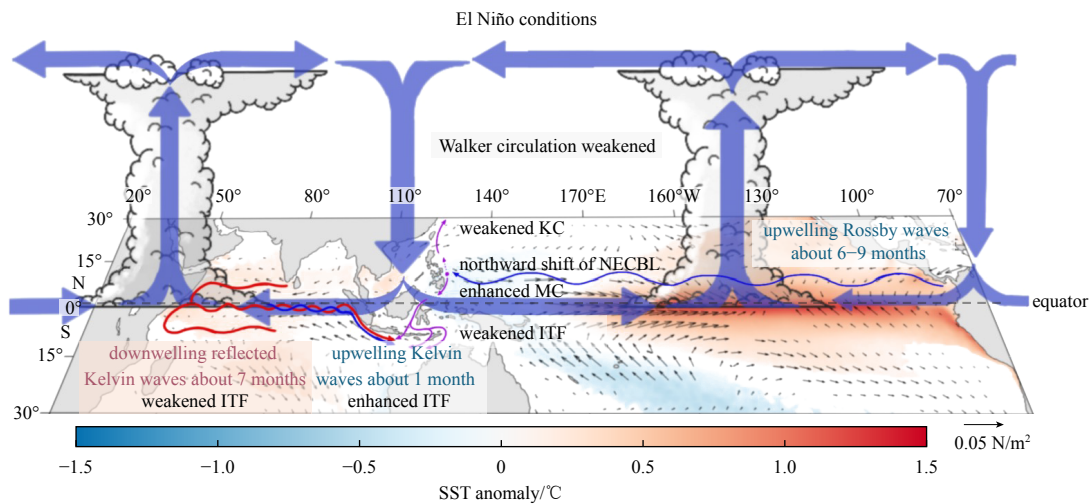 El Niño conditions
Walker circulation weakened
20° 50° 80° 110° 140° 170°E 160°W 130° 100° 70°
30°
15°
N
0°
S
15°
30°
weakened KC
northward shift of NECBL
enhanced MC
weakened ITF
upwelling Rossby waves
about 6−9 months
equator
downwelling reflected
Kelvin waves about 7 months
weakened ITF
upwelling Kelvin
waves about 1 month
enhanced ITF
0.05 N/m²
−1.5 −1.0 −0.5 0 0.5 1.0 1.5
SST anomaly/℃